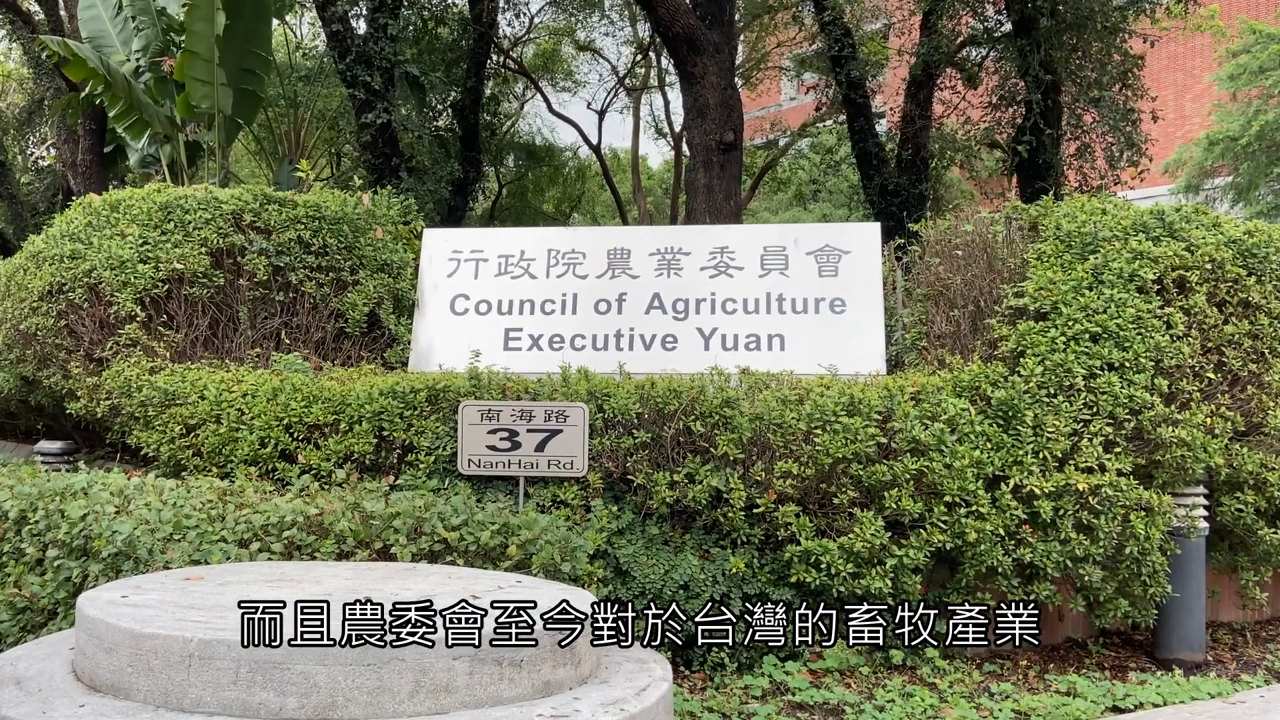 行政院農業委員會
Council of Agriculture
Executive Yuan
南海路
37
NanHai Rd.
而且農委會至今對於台灣的畜牧產業